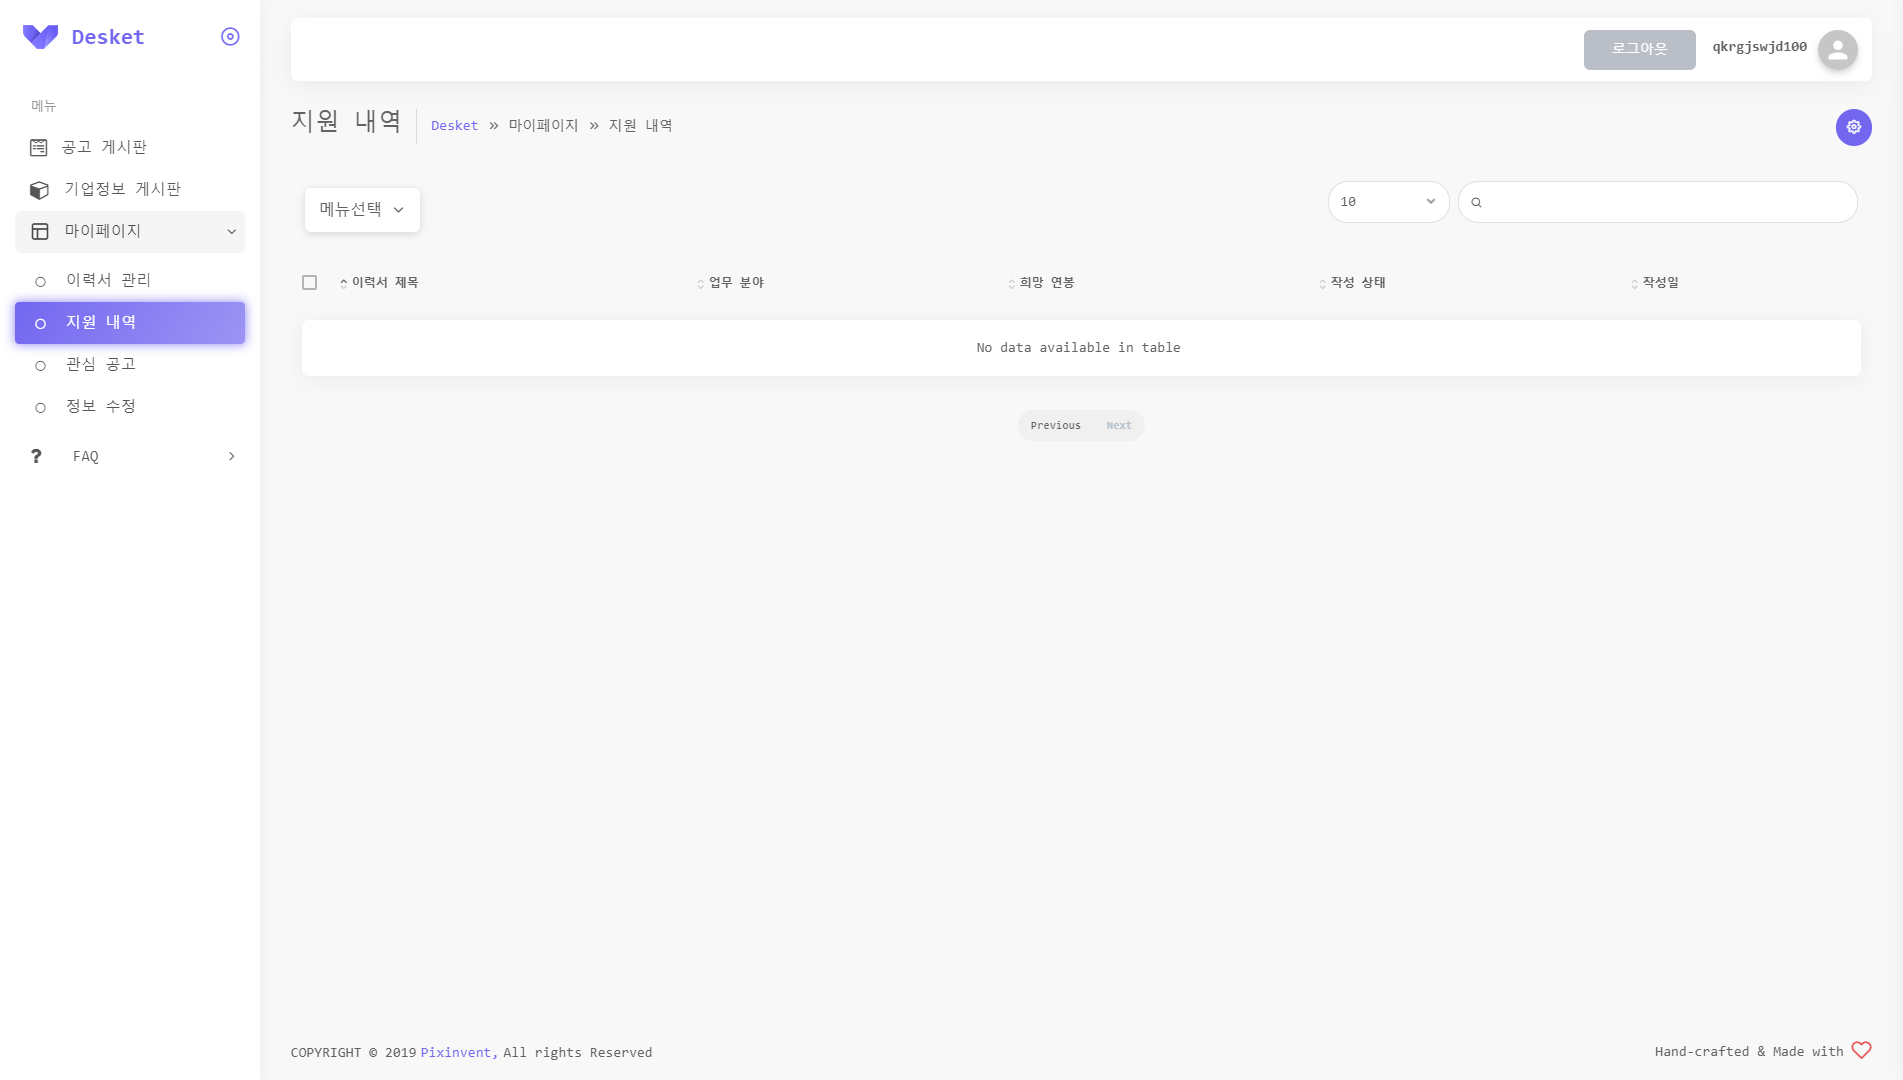 Desket
로그아웃
qkrgjswjd100
메뉴
공고 게시판
기업정보 게시판
마이페이지
이력서 관리
지원 내역
관심 공고
정보 수정
? FAQ
지원 내역
Desket » 마이페이지 » 지원 내역
메뉴선택
10
이력서 제목 업무 분야 희망 연봉 작성 상태 작성일
No data available in table
Previous Next
COPYRIGHT © 2019 Pixinvent, All rights Reserved
Hand-crafted & Made with